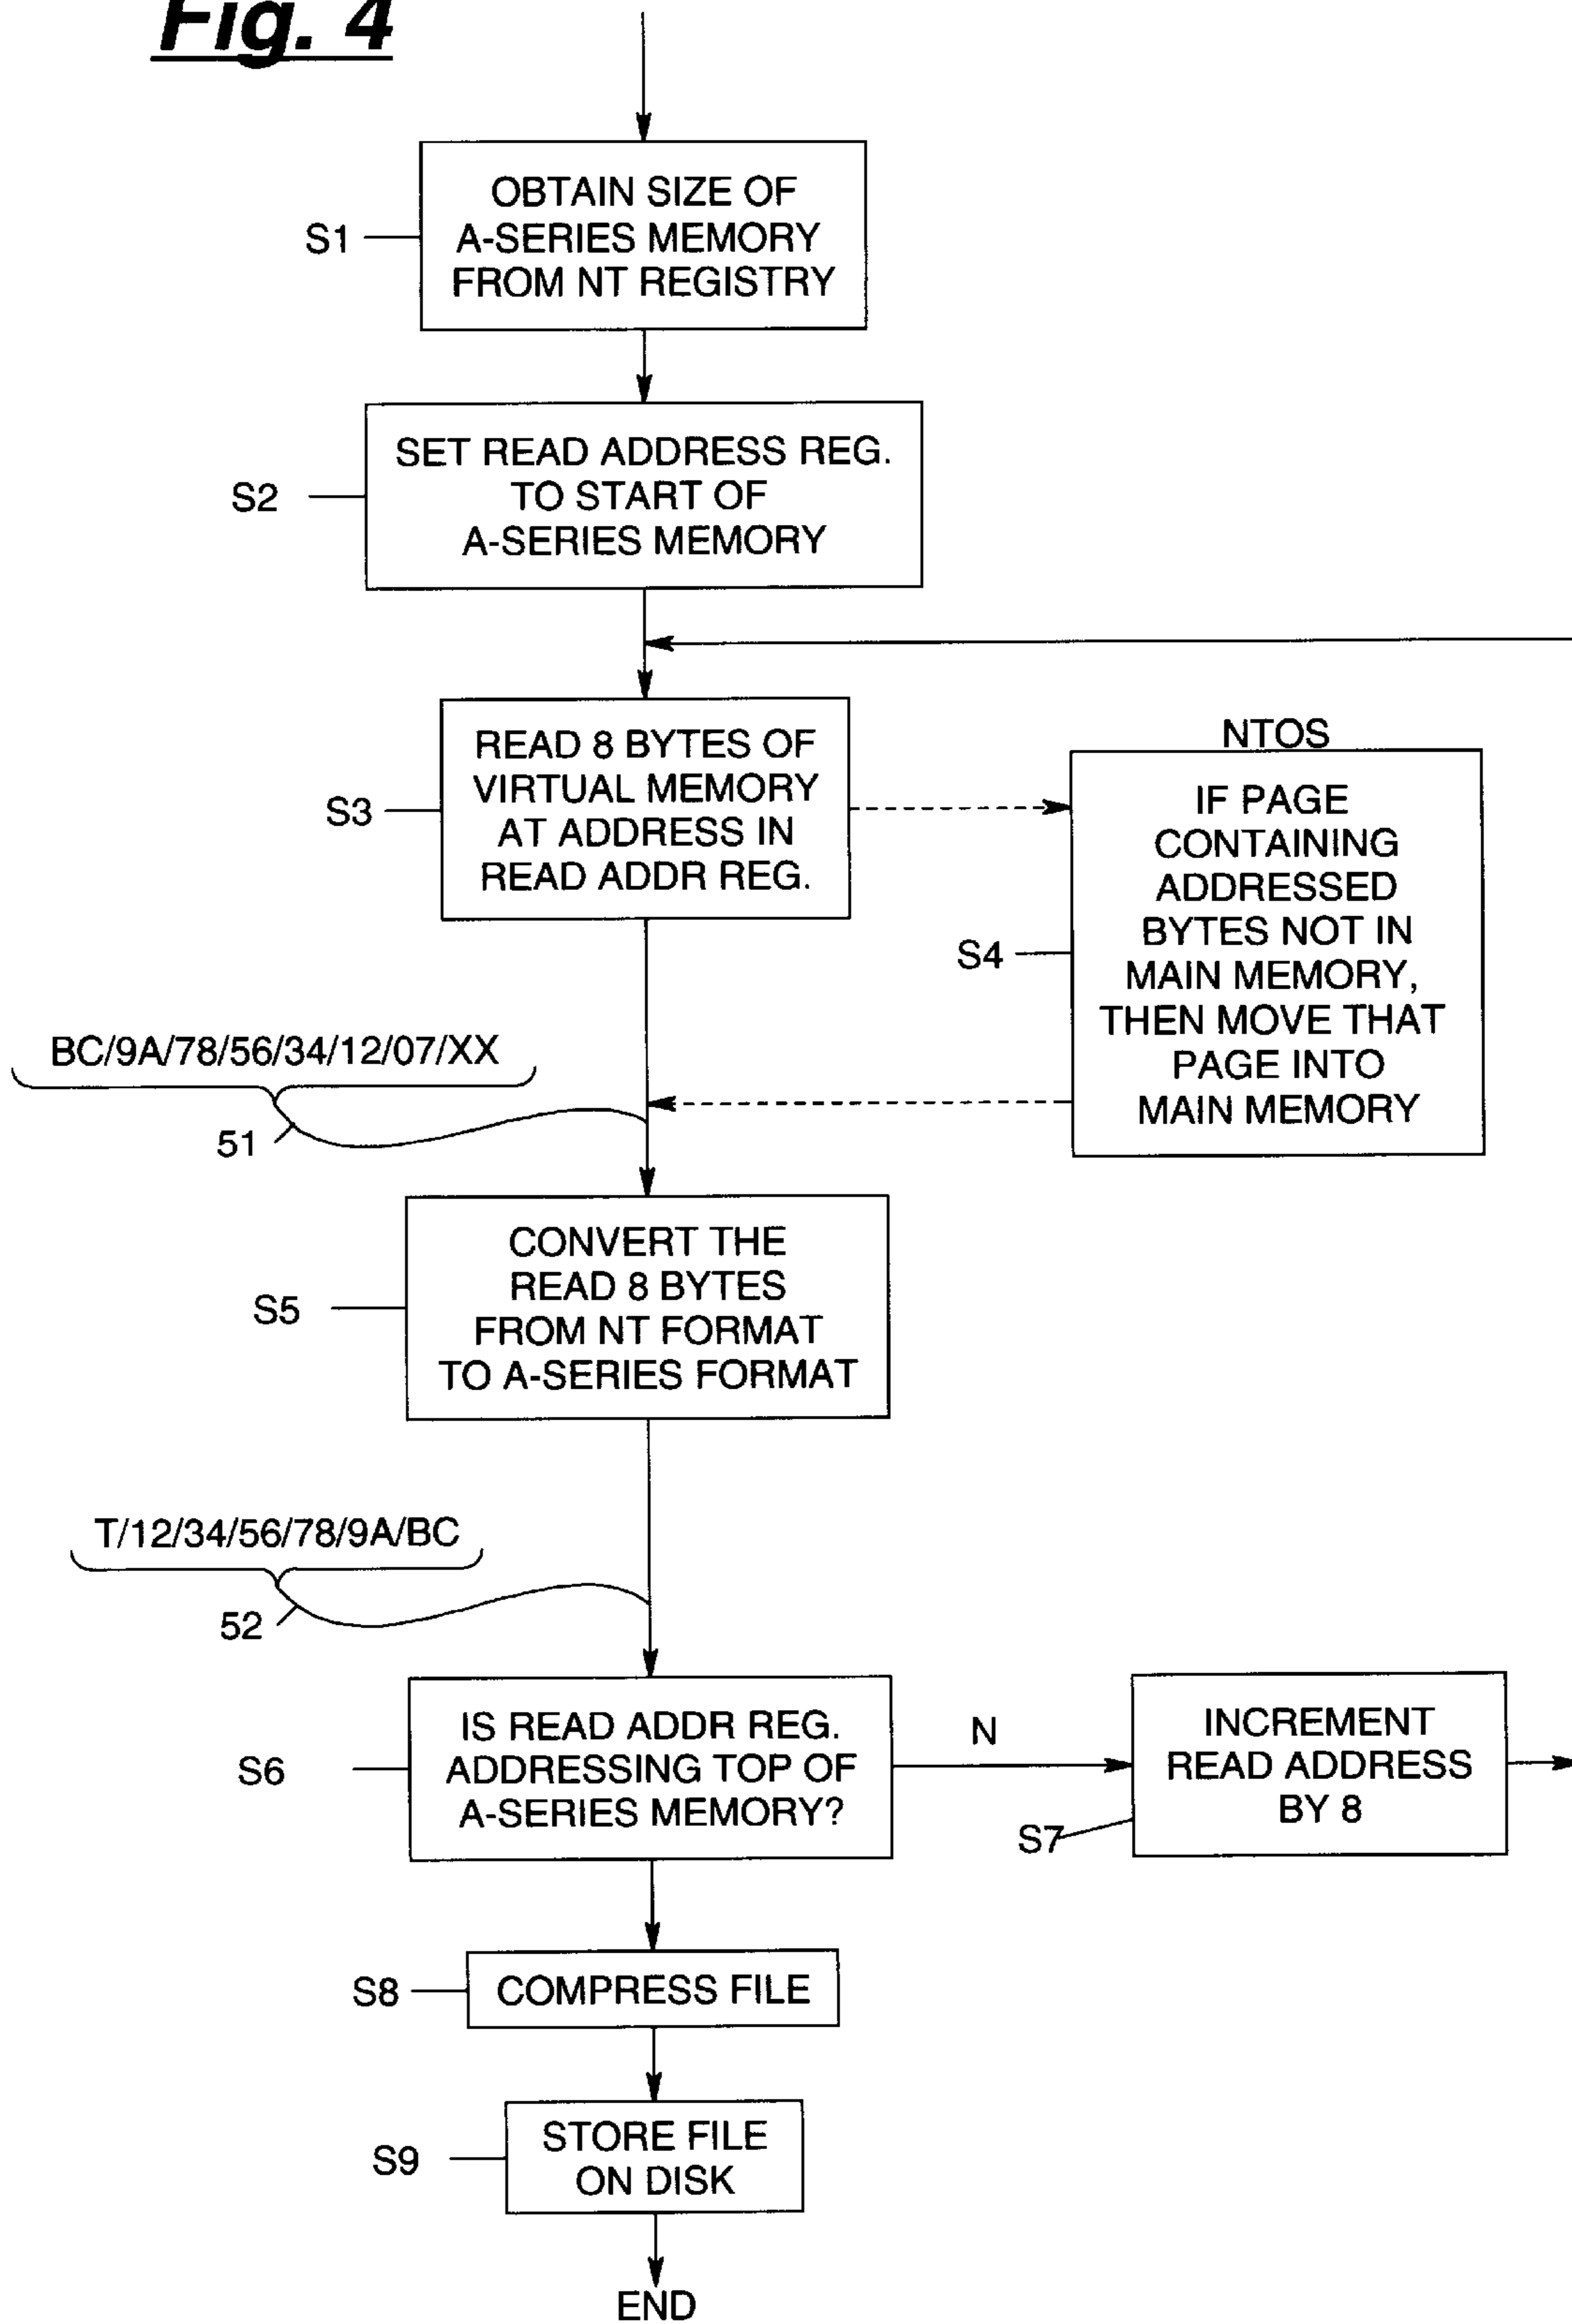 Fig. 4
OBTAIN SIZE OF
A-SERIES MEMORY
FROM NT REGISTRY
S1
SET READ ADDRESS REG.
TO START OF
A-SERIES MEMORY
S2
READ 8 BYTES OF
VIRTUAL MEMORY
AT ADDRESS IN
READ ADDR REG.
S3
NTOS
IF PAGE
CONTAINING
ADDRESSED
BYTES NOT IN
MAIN MEMORY,
THEN MOVE THAT
PAGE INTO
MAIN MEMORY
S4
BC/9A/78/56/34/12/07/XX
51
CONVERT THE
READ 8 BYTES
FROM NT FORMAT
TO A-SERIES FORMAT
S5
T/12/34/56/78/9A/BC
52
IS READ ADDR REG.
ADDRESSING TOP OF
A-SERIES MEMORY?
S6
N
INCREMENT
READ ADDRESS
BY 8
S7
COMPRESS FILE
S8
STORE FILE
ON DISK
S9
END